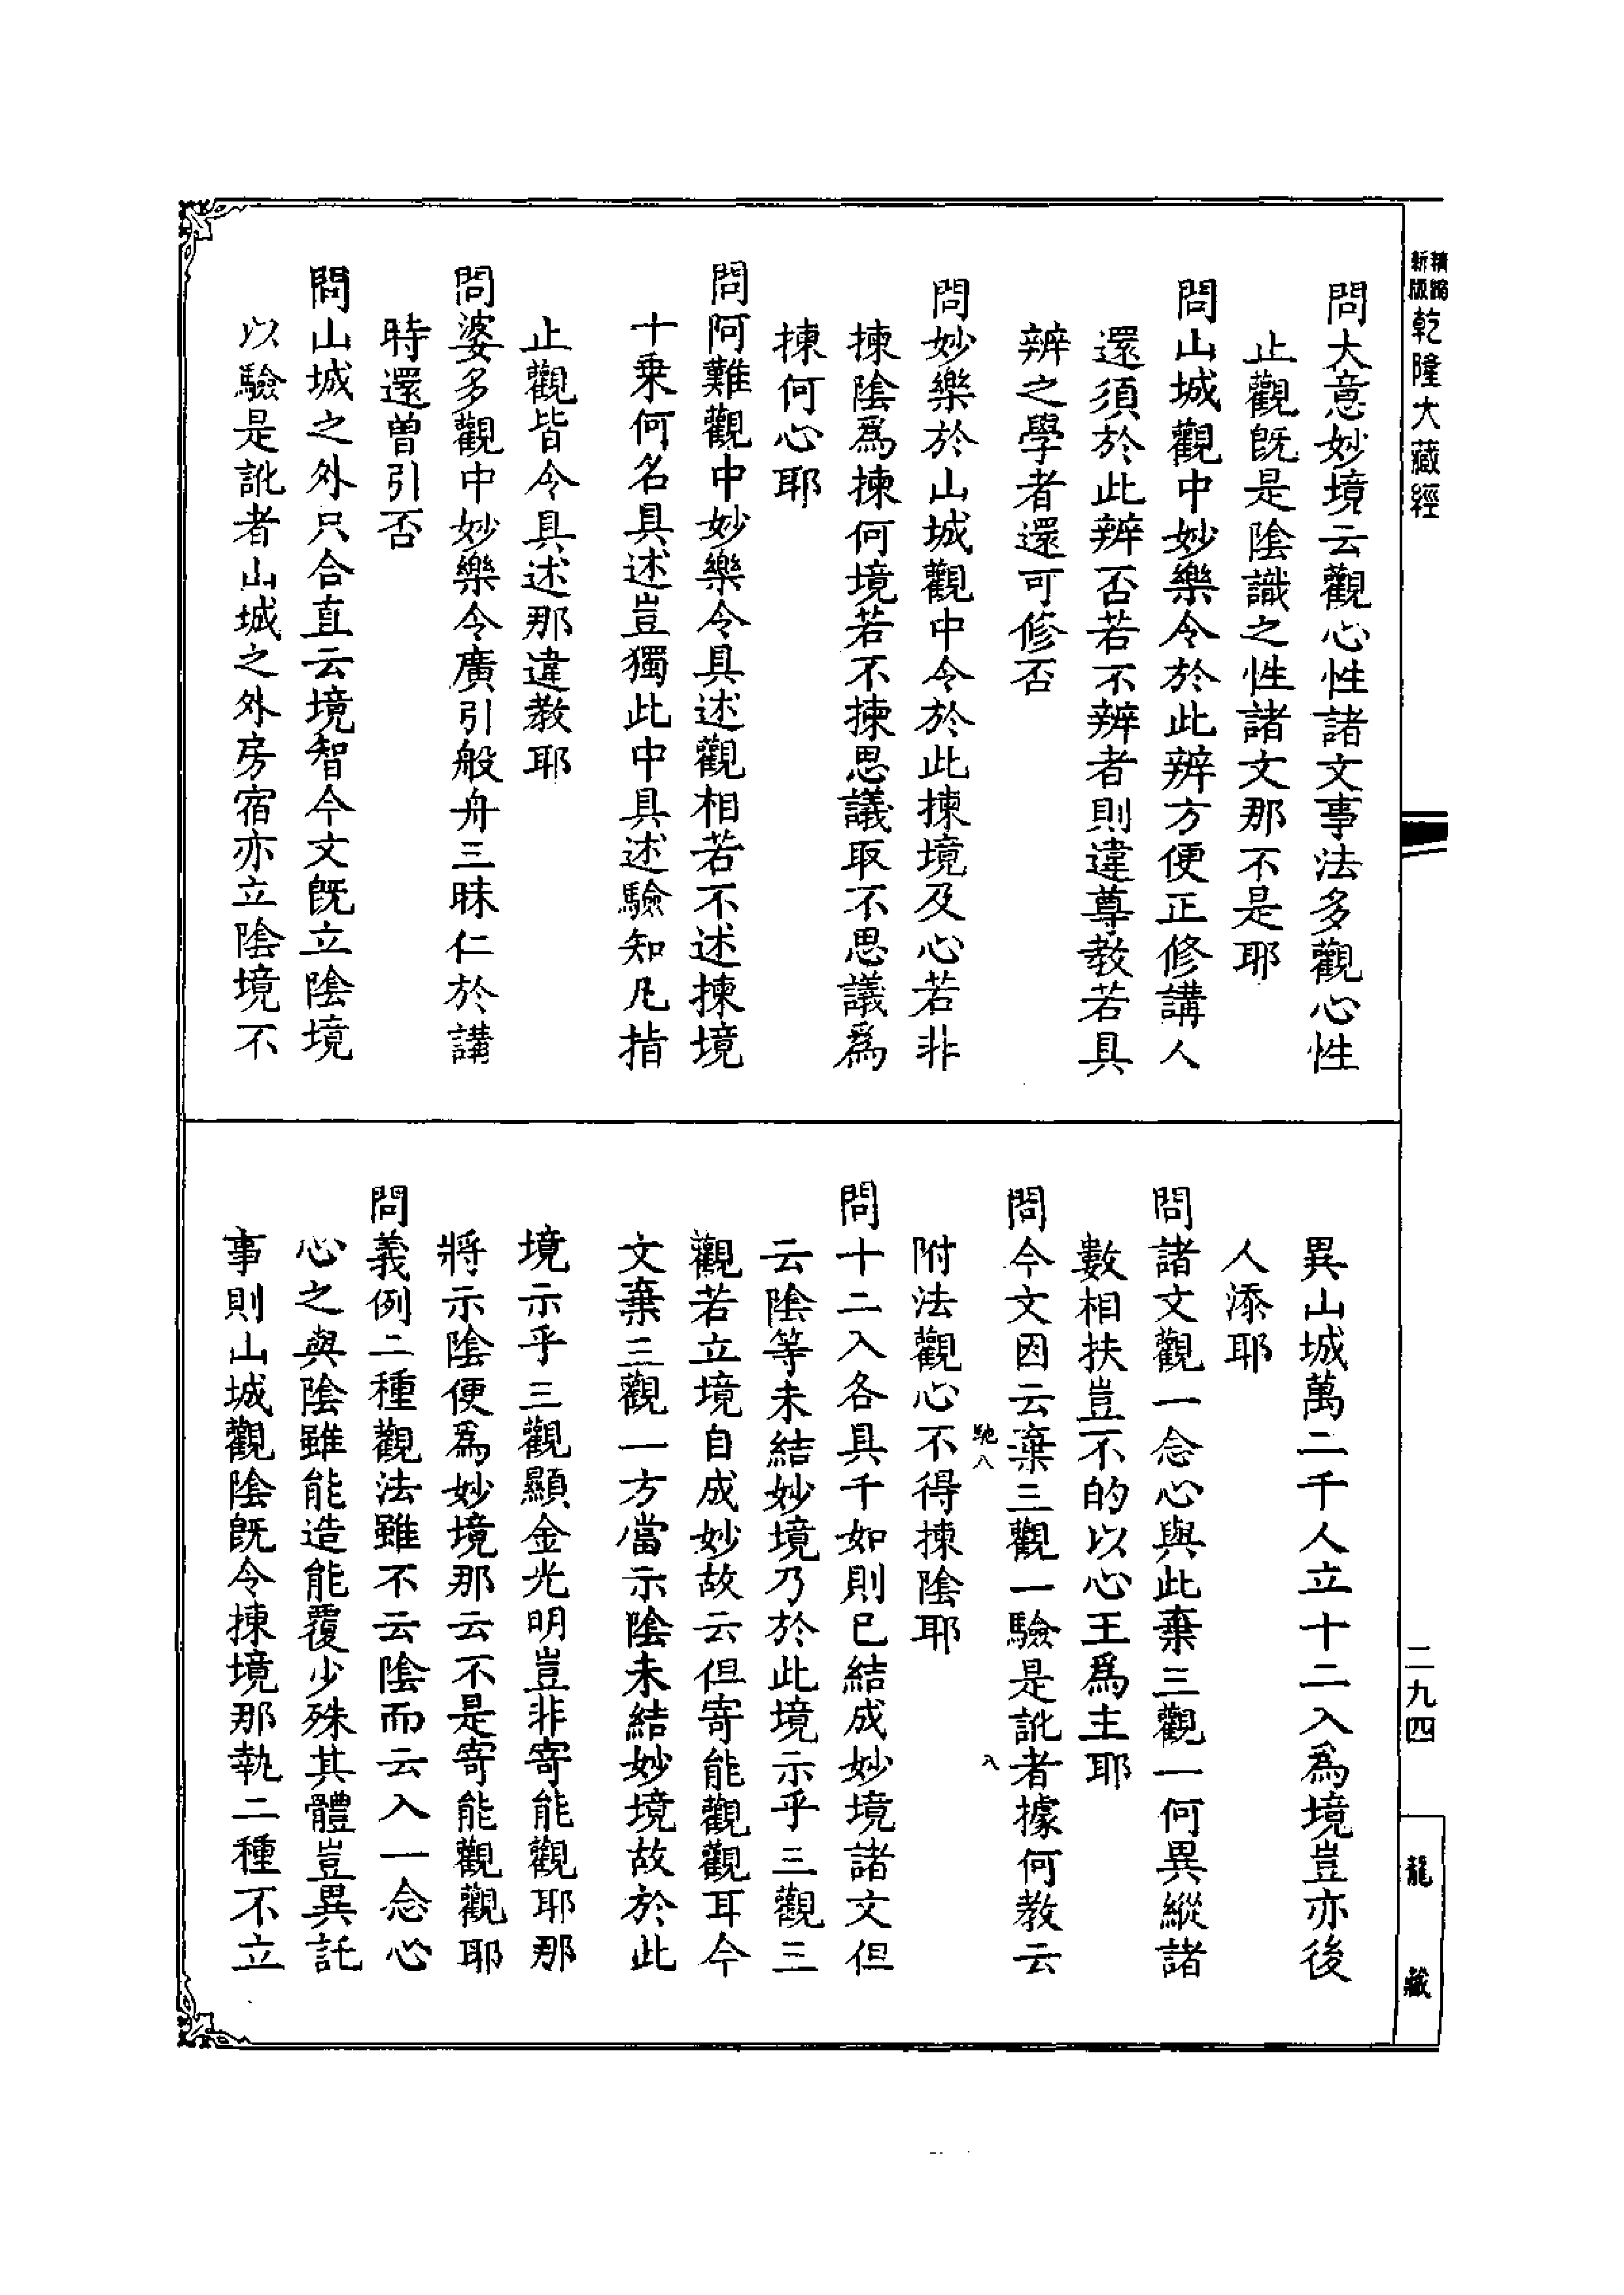 新版
精縮
乾隆大藏經
問大意妙境云觀心性諸文事法多觀心性
止觀旣是陰識之性諸文那不是耶
問山城觀中妙樂令於此辨方便正修講人
還須於此辨否若不辨者則違尊教若具
辨之學者還可修否
問妙樂於山城觀中令於此揀境及心若非
揀陰爲揀何境若不揀思議取不思議爲
揀何心耶
問阿難觀中妙樂令具述觀相若不述揀境
十乗何名具述豈獨此中具述驗知凡指
止觀皆令具述那違教耶
問婆多觀中妙樂令廣引般舟三昧仁於講
時還曾引否
問山城之外只合直云境智今文旣立陰境
以驗是訛者山城之外房宿亦立陰境不
異山城萬二千人立十二入爲境豈亦後
人添耶
問諸文觀一念心與此棄三觀一何異縱諸
數相扶豈不的以心王爲主耶
問今文因云棄三觀一驗是訛者據何教云
馳八
入
附法觀心不得揀陰耶
問十二入各具千如則已結成妙境諸文但
云陰等未結妙境乃於此境示乎三觀三
觀若立境自成妙故云但寄能觀觀耳今
文棄三觀一方當示陰未結妙境故於此
境示乎三觀顯金光明豈非寄能觀耶那
將示陰便爲妙境那云不是寄能觀觀耶
問義例二種觀法雖不云陰而云入一念心
心之與陰雖能造能覆少殊其體豈異託
事則山城觀陰旣令揀境那執二種不立
二九四
龍藏